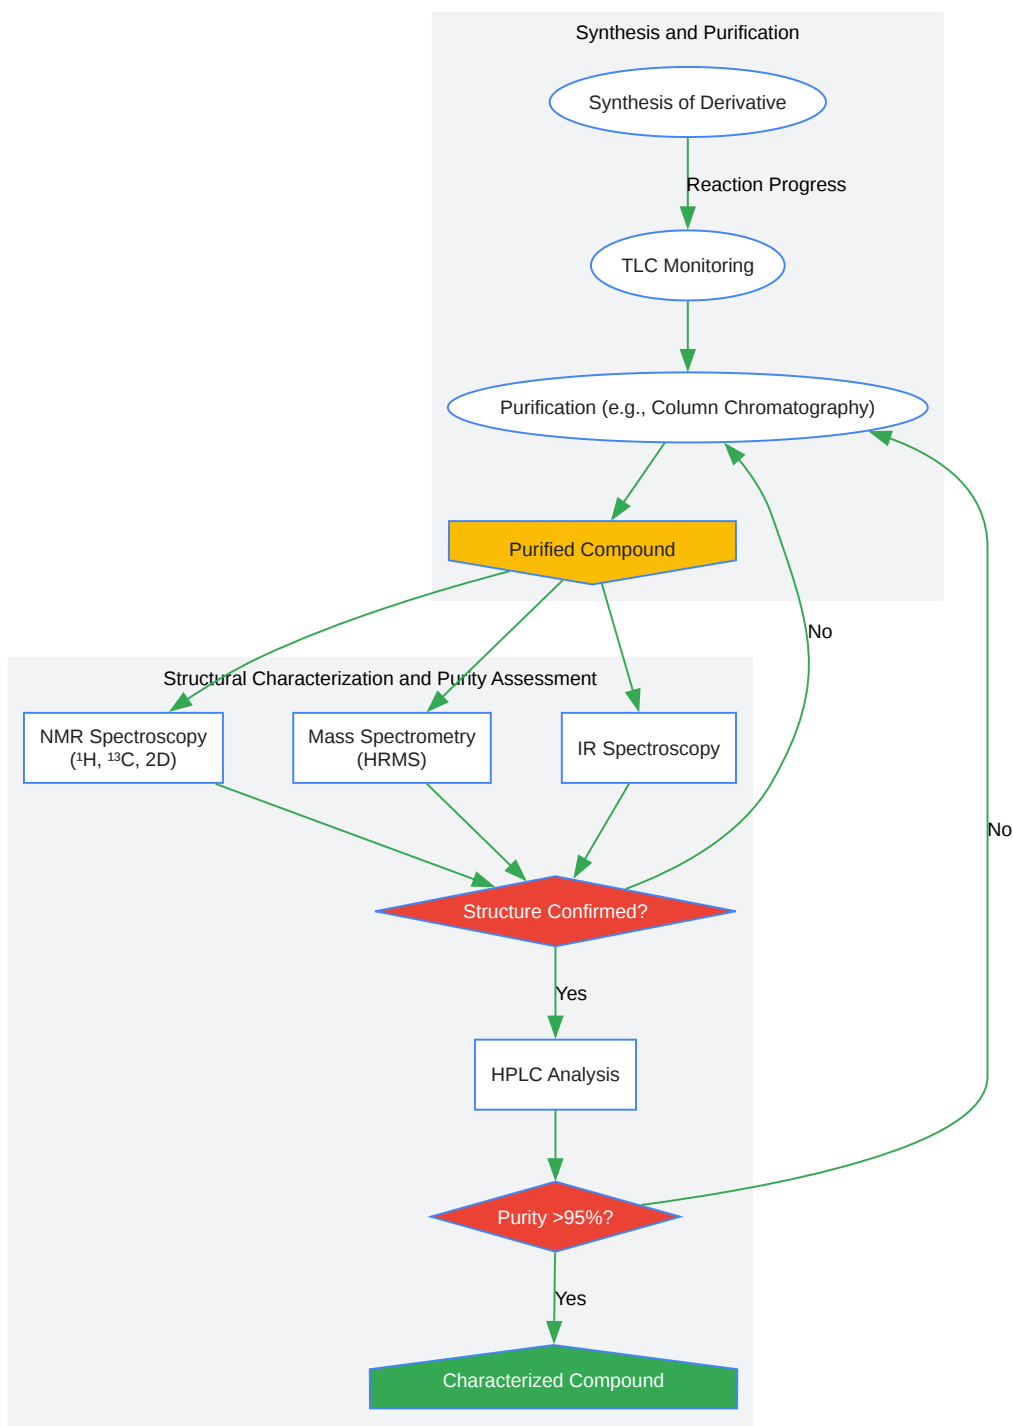 Synthesis and Purification
Synthesis of Derivative
Reaction Progress
TLC Monitoring
Purification (e.g., Column Chromatography)
Purified Compound
No
Structural Characterization and Purity Assessment
NMR Spectroscopy
(¹H, ¹³C, 2D)
Mass Spectrometry
(HRMS)
IR Spectroscopy
No
Structure Confirmed?
Yes
HPLC Analysis
Purity >95%?
Yes
Characterized Compound